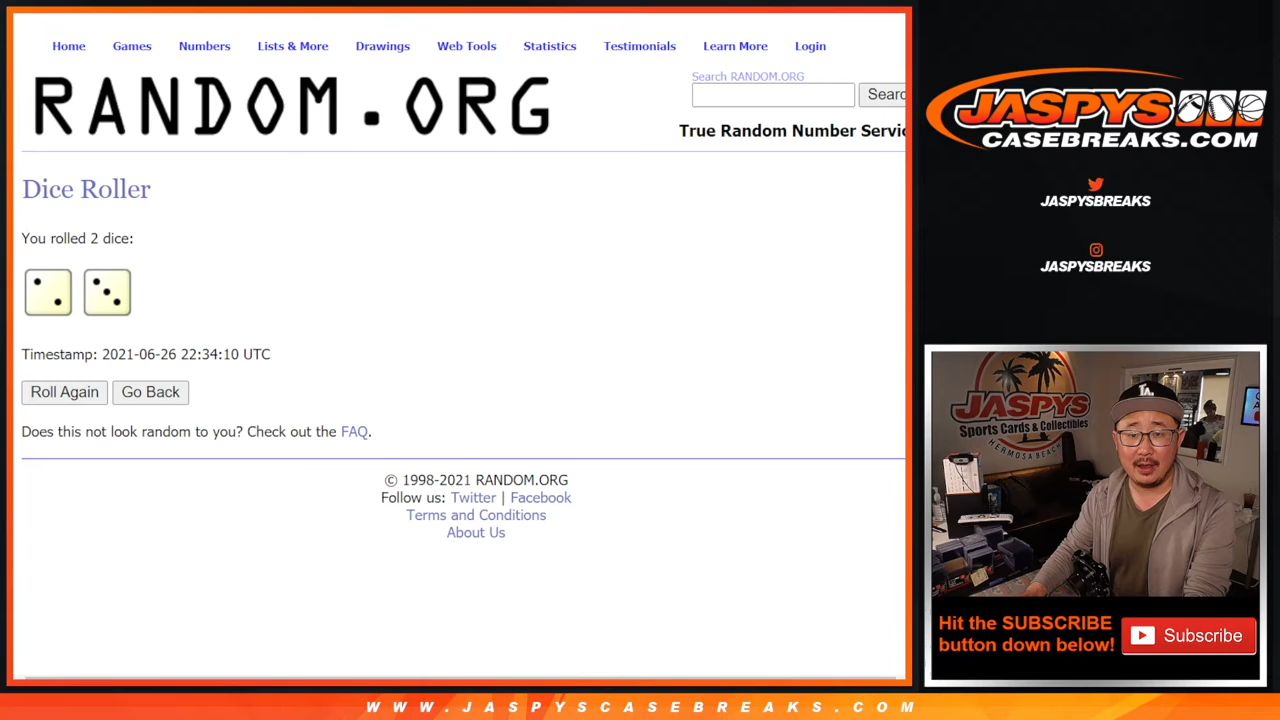 Home Games Numbers Lists & More Drawings Web Tools Statistics Testimonials Learn More Login
RANDOM.ORG
Search RANDOM.ORG
True Random Number Servic
Dice Roller
You rolled 2 dice:
Timestamp: 2021-06-26 22:34:10 UTC
Roll Again Go Back
Does this not look random to you? Check out the FAQ.
© 1998-2021 RANDOM.ORG
Follow us: Twitter | Facebook
Terms and Conditions
About Us
JASPYS
CASEBREAKS.COM
JASPYSBREAKS
JASPYSBREAKS
JASPYS
Sports Cards & Collectibles
HERMOSA BEACH
LA
Hit the SUBSCRIBE
button down below!
Subscribe
WWW.JASPYSCASEBREAKS.COM